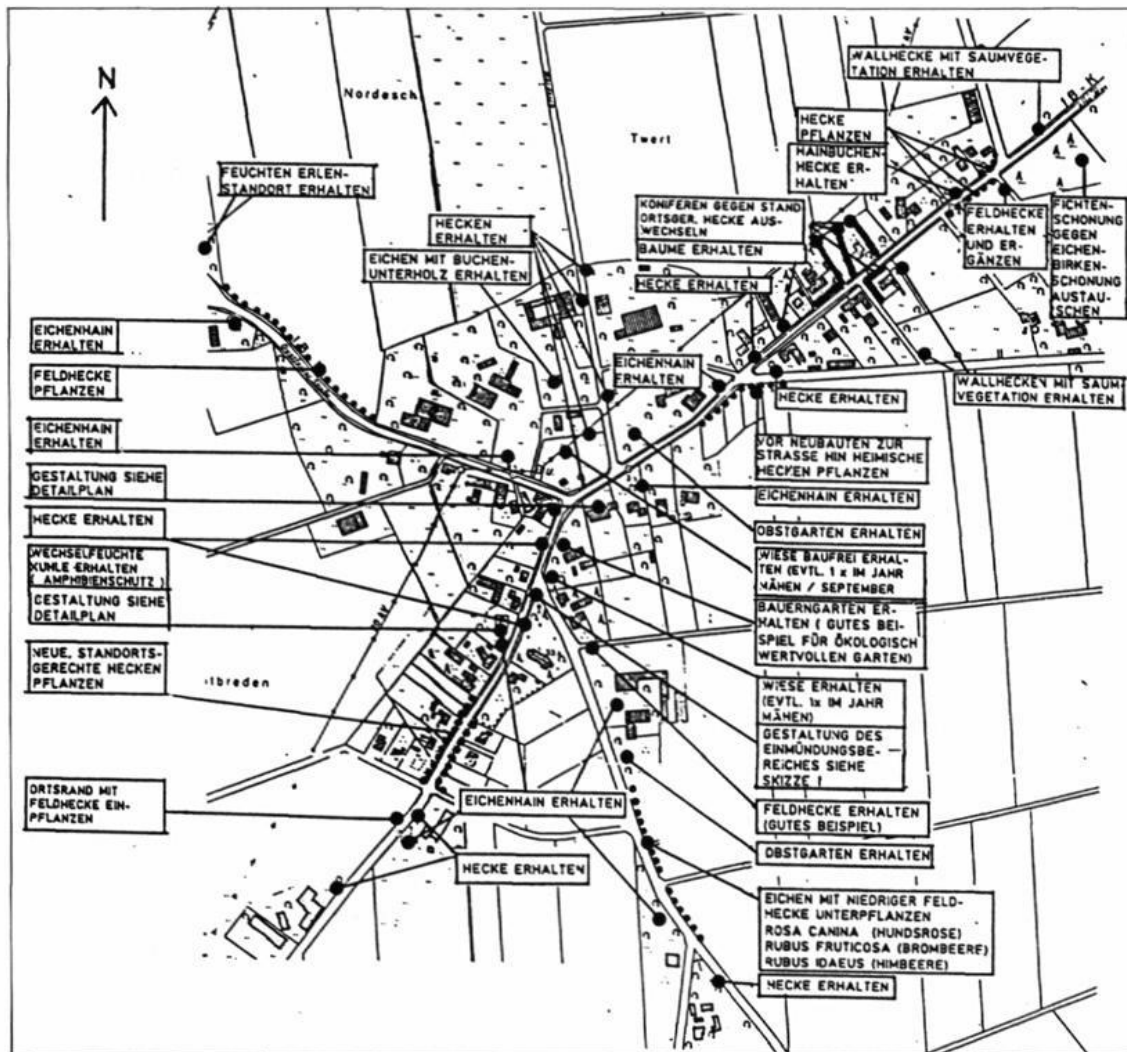 N
Nordesch
Twert
WALLHECKE MIT SAUMVEGE-
TATION ERHALTEN
HECKE
PFLANZEN
HAINBUCHEN-
HECKE ER-
HALTEN
FEUCHTEN ERLEN-
STANDORT ERHALTEN
KONIFEREN GEGEN STAND
ORTSGER. HECKE AUS-
WECHSELN
BAUME ERHALTEN
HECKEN
ERHALTEN
EICHEN MIT BUCHEN-
UNTERHOLZ ERHALTEN
HECKE ERHALTEN
FELDHECKE
ERHALTEN
UND ER-
GÄNZEN
FICHTEN-
SCHONUNG
GEGEN
EICHEN-
BIRKEN-
SCHONUNG
AUSTAU-
SCHEN
EICHENHAIN
ERHALTEN
FELDHECKE
PFLANZEN
EICHENHAIN
ERHALTEN
EICHENHAIN
ERHALTEN
HECKE ERHALTEN
WALLHECKEN MIT SAUM
VEGETATION ERHALTEN
GESTALTUNG SIEHE
DETAILPLAN
HECKE ERHALTEN
WECHSELFEUCHTE
KUHLE ERHALTEN
( AMPHIBIENSCHUTZ )
GESTALTUNG SIEHE
DETAILPLAN
NEUE, STANDORTS-
GERECHTE HECKEN
PFLANZEN
VOR NEUBAUTEN ZUR
STRASSE HIN HEIMISCHE
HECKEN PFLANZEN
EICHENHAIN ERHALTEN
OBSTGARTEN ERHALTEN
WIESE BAUFREI ERHAL-
TEN (EVTL. 1 x IM JAHR
MÄHEN / SEPTEMBER
BAUERNGARTEN ER-
HALTEN ( GUTES BEI-
SPIEL FÜR ÖKOLOGISCH
WERTVOLLEN GARTEN)
WIESE ERHALTEN
(EVTL. 1x IM JAHR
MÄHEN)
GESTALTUNG DES
EINMÜNDUNGSBE-
REICHES SIEHE
SKIZZE 1
tbreden
ORTSRAND MIT
FELDHECKE EIN-
PFLANZEN
EICHENHAIN ERHALTEN
HECKE ERHALTEN
FELDHECKE ERHALTEN
(GUTES BEISPIEL)
OBSTGARTEN ERHALTEN
EICHEN MIT NIEDRIGER FELD-
HECKE UNTERPFLANZEN
ROSA CANINA (HUNDSROSE)
RUBUS FRUTICOSA (BROMBEERE)
RUBUS IDAEUS (HIMBEERE)
HECKE ERHALTEN